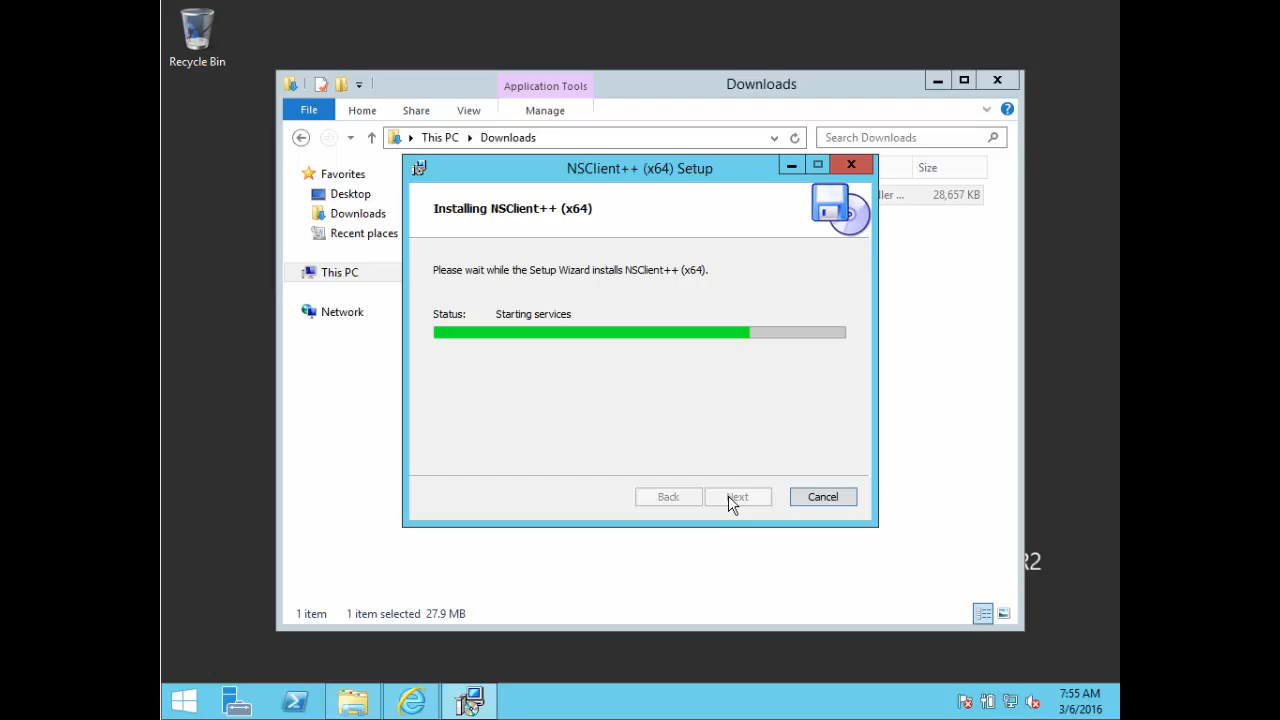 Recycle Bin
Application Tools
Downloads
File
Home
Share
View
Manage
This PC
Downloads
Search Downloads
Favorites
Desktop
Downloads
Recent places
This PC
Network
Size
ller ...
28,657 KB
NSClient++ (x64) Setup
Installing NSClient++ (x64)
Please wait while the Setup Wizard installs NSClient++ (x64).
Status: Starting services
Back
Next
Cancel
R2
1 item 1 item selected 27.9 MB
7:55 AM
3/6/2016